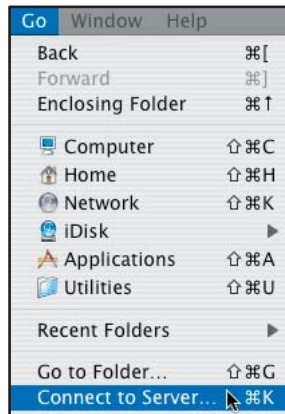 Go Window Help
Back ⌘[
Forward ⌘]
Enclosing Folder ⌘↑
Computer ⇧⌘C
Home ⇧⌘H
Network ⇧⌘K
iDisk ▶
Applications ⇧⌘A
Utilities ⇧⌘U
Recent Folders ▶
Go to Folder... ⇧⌘G
Connect to Server... ⌘K